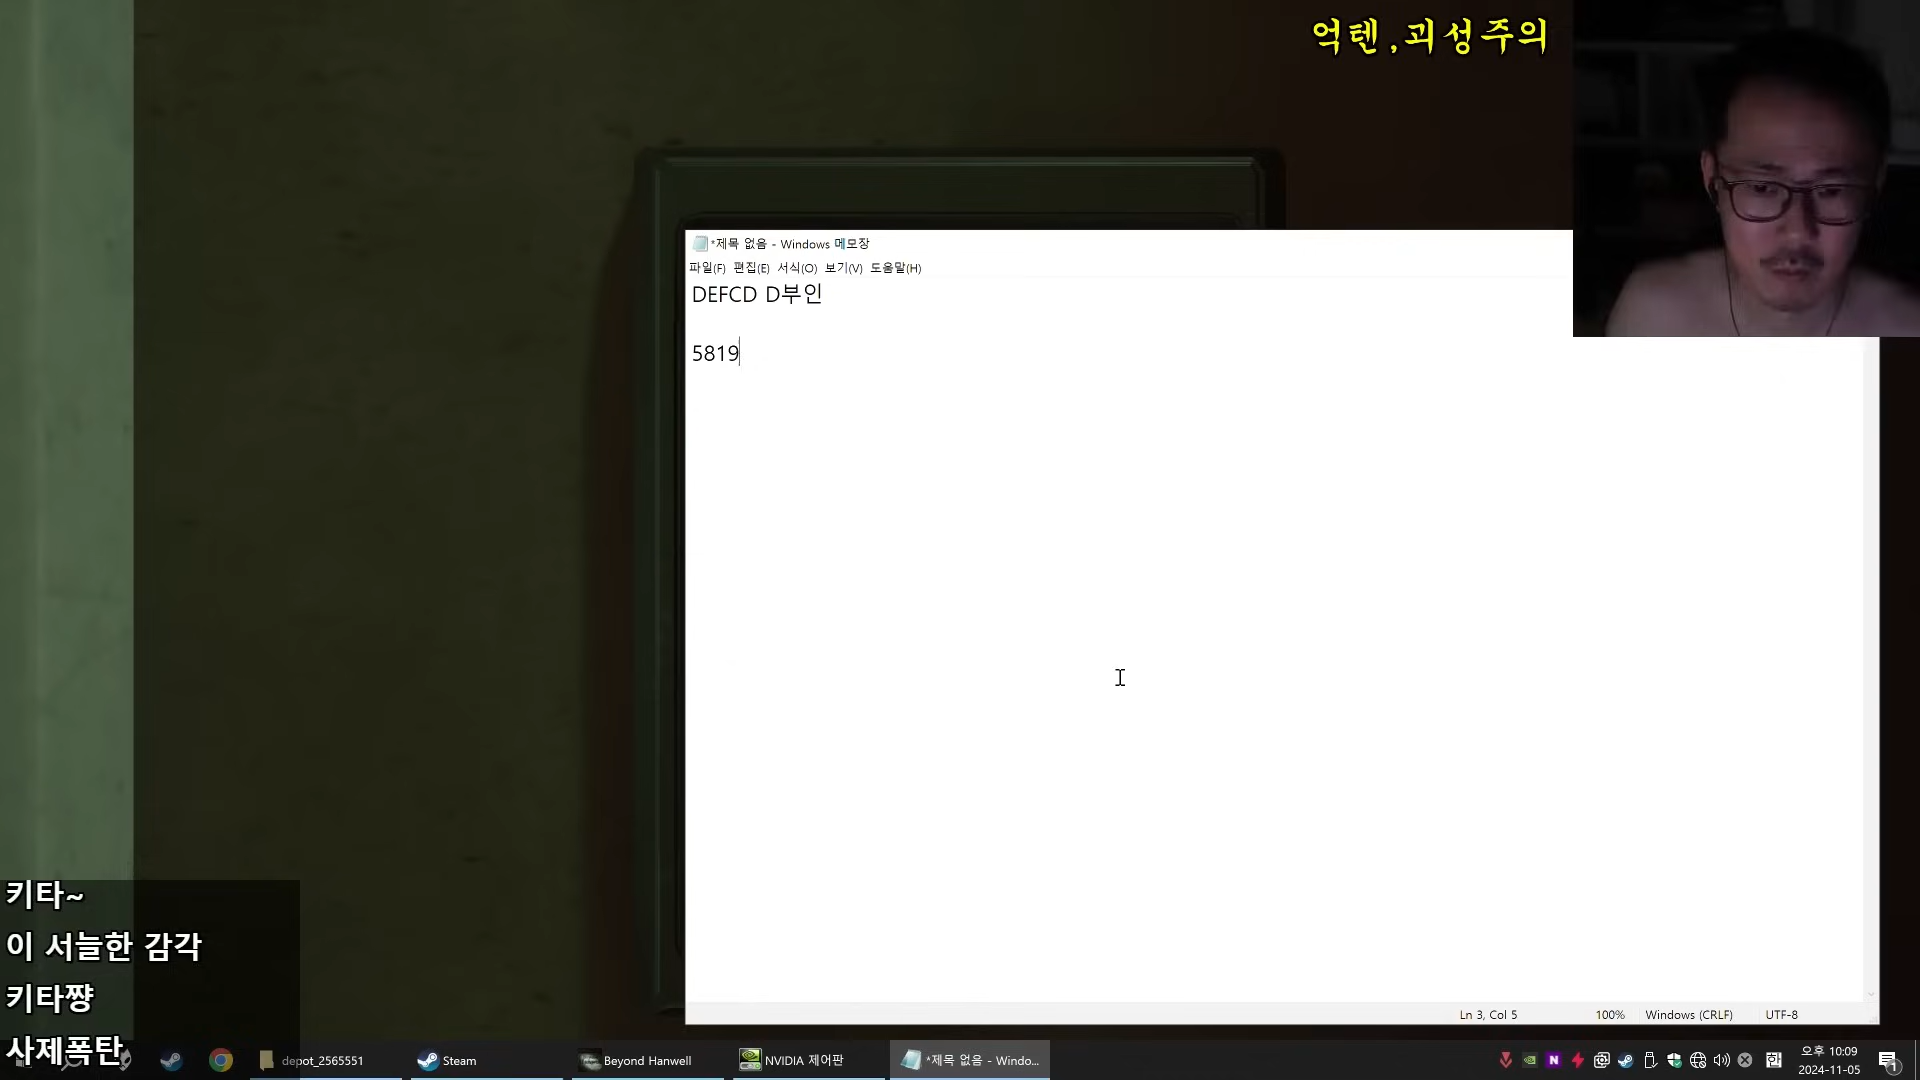 억텐,괴성주의
*제목 없음 - Windows 메모장
파일(F) 편집(E) 서식(O) 보기(V) 도움말(H)
DEFCD D부인
5819
키타~
이 서늘한 감각
키타쨩
사제폭탄
Ln 3, Col 5 100% Windows (CRLF) UTF-8
depot_2565551 Steam Beyond Hanwell NVIDIA 제어판 *제목 없음 - Windo...
N 한 오후 10:09
2024-11-05 1